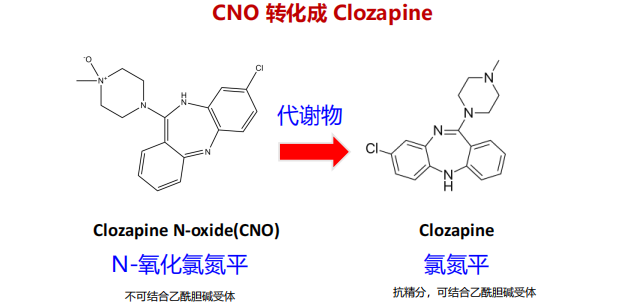 CNO 转化成 Clozapine
-O
N+
N
H
N
Cl
N
代谢物
N
N
N
Cl
N
H
Clozapine N-oxide(CNO)
Clozapine
N-氧化氯氮平
氯氮平
不可结合乙酰胆碱受体
抗精分，可结合乙酰胆碱受体